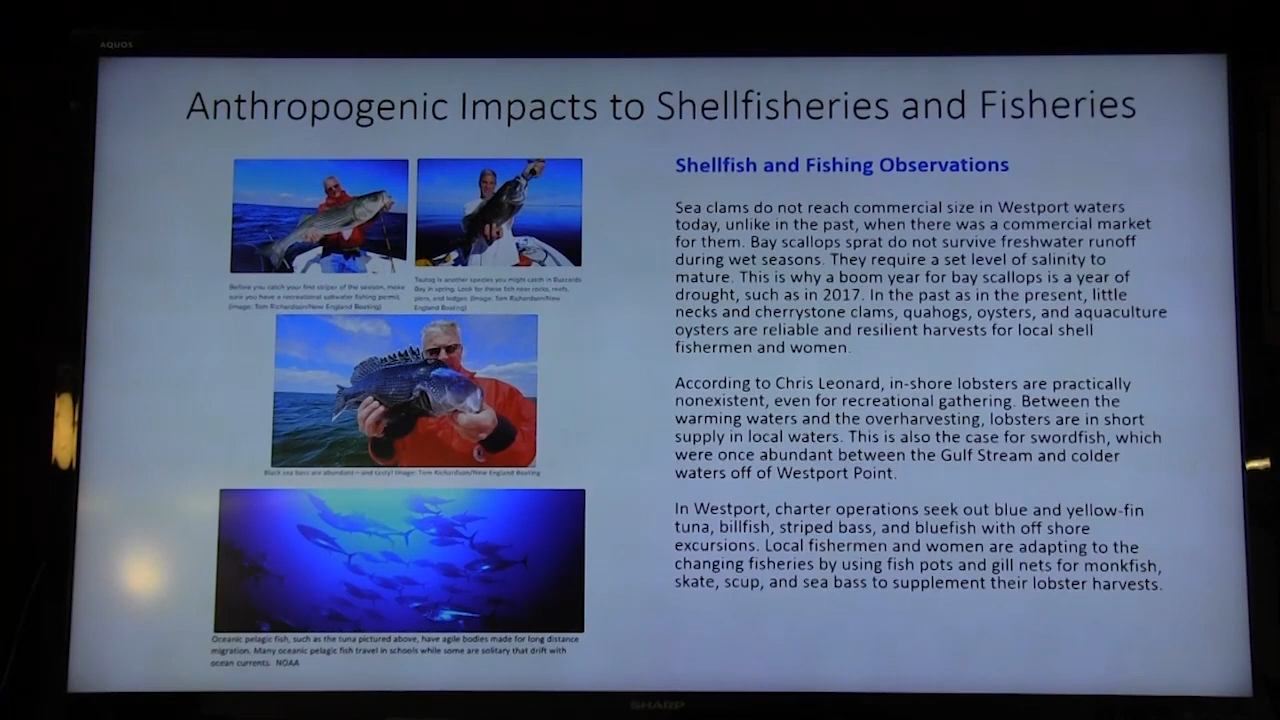 AQUOS
Anthropogenic Impacts to Shellfisheries and Fisheries
Before you catch your first striper of the season, make
sure you have a recreational saltwater fishing permit.
(Image: Tom Richardson/New England Boating)
Tautog is another species you might catch in Buzzards
Bay in spring. Look for these fish near rocks, reefs,
piers, and ledges. (Image: Tom Richardson/New
England Boating)
Black sea bass are abundant—and tasty! Image: Tom Richardson/New England Boating
Oceanic pelagic fish, such as the tuna pictured above, have agile bodies made for long distance
migration. Many oceanic pelagic fish travel in schools while some are solitary that drift with
ocean currents. NOAA
Shellfish and Fishing Observations
Sea clams do not reach commercial size in Westport waters
today, unlike in the past, when there was a commercial market
for them. Bay scallops sprat do not survive freshwater runoff
during wet seasons. They require a set level of salinity to
mature. This is why a boom year for bay scallops is a year of
drought, such as in 2017. In the past as in the present, little
necks and cherrystone clams, quahogs, oysters, and aquaculture
oysters are reliable and resilient harvests for local shell
fishermen and women.
According to Chris Leonard, in-shore lobsters are practically
nonexistent, even for recreational gathering. Between the
warming waters and the overharvesting, lobsters are in short
supply in local waters. This is also the case for swordfish, which
were once abundant between the Gulf Stream and colder
waters off of Westport Point.
In Westport, charter operations seek out blue and yellow-fin
tuna, billfish, striped bass, and bluefish with off shore
excursions. Local fishermen and women are adapting to the
changing fisheries by using fish pots and gill nets for monkfish,
skate, scup, and sea bass to supplement their lobster harvests.
SHARP